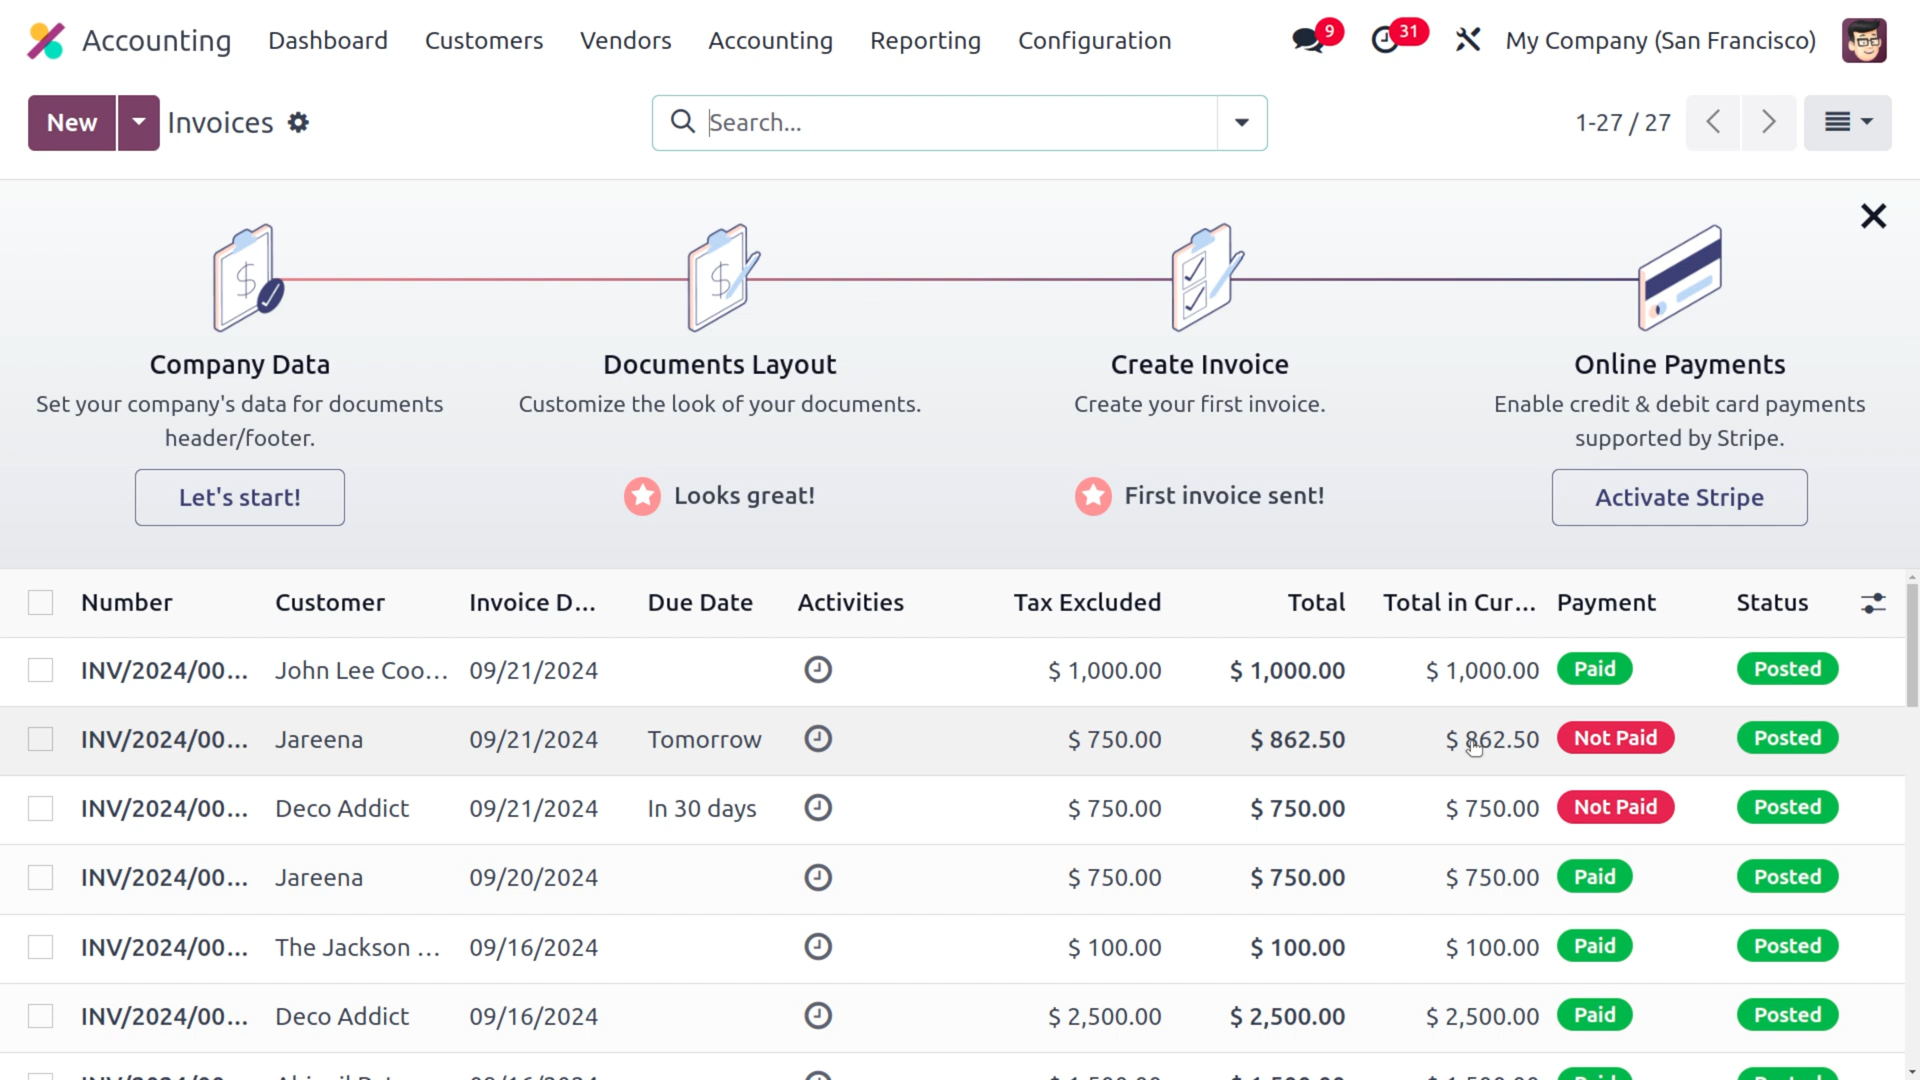 Accounting Dashboard Customers Vendors Accounting Reporting Configuration 9 31 My Company (San Francisco)
New Invoices Search... 1-27 / 27
Company Data Documents Layout Create Invoice Online Payments
Set your company's data for documents Customize the look of your documents. Create your first invoice. Enable credit & debit card payments
header/footer. supported by Stripe.
Let's start! Looks great! First invoice sent! Activate Stripe
Number Customer Invoice D... Due Date Activities Tax Excluded Total Total in Cur... Payment Status
INV/2024/00... John Lee Coo... 09/21/2024 $ 1,000.00 $ 1,000.00 $ 1,000.00 Paid Posted
INV/2024/00... Jareena 09/21/2024 Tomorrow $ 750.00 $ 862.50 $ 862.50 Not Paid Posted
INV/2024/00... Deco Addict 09/21/2024 In 30 days $ 750.00 $ 750.00 $ 750.00 Not Paid Posted
INV/2024/00... Jareena 09/20/2024 $ 750.00 $ 750.00 $ 750.00 Paid Posted
INV/2024/00... The Jackson ... 09/16/2024 $ 100.00 $ 100.00 $ 100.00 Paid Posted
INV/2024/00... Deco Addict 09/16/2024 $ 2,500.00 $ 2,500.00 $ 2,500.00 Paid Posted